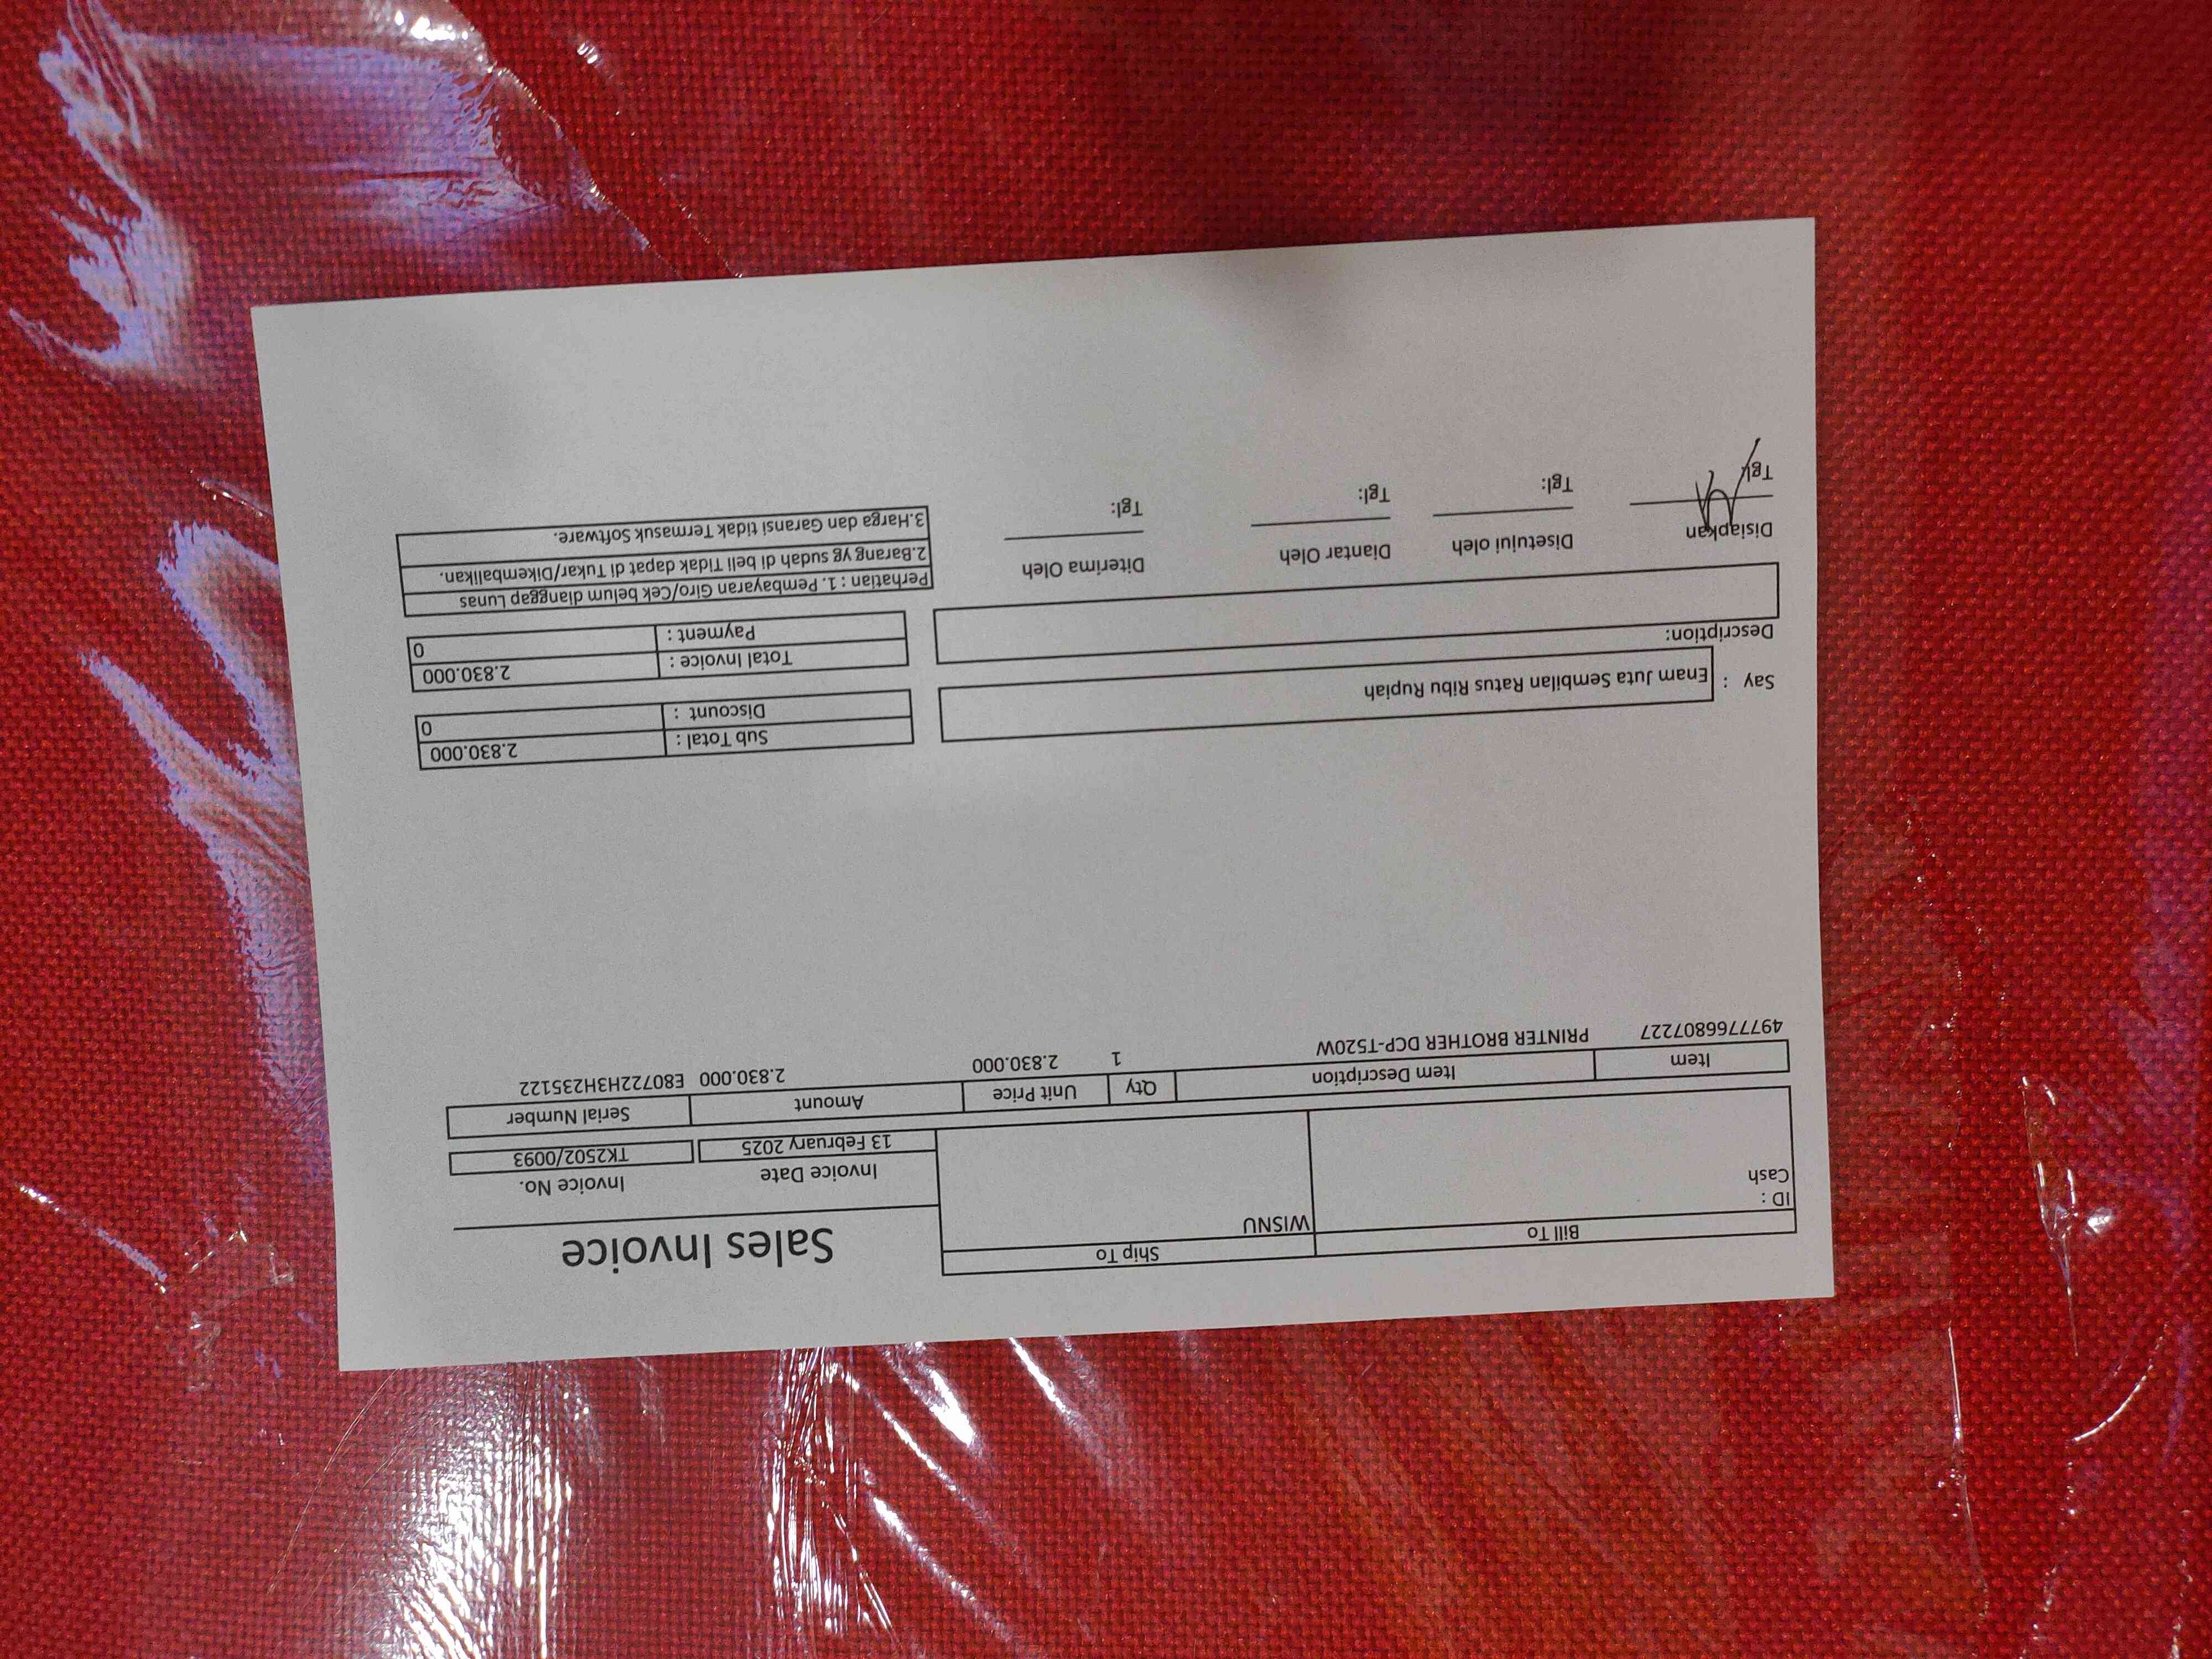 Bill To
Ship To
Sales Invoice
ID :
Cash
WISNU
Invoice Date
Invoice No.
13 February 2025
TK2502/0093
Item
Item Description
Qty
Unit Price
Amount
Serial Number
4977766807227
PRINTER BROTHER DCP-T520W
1
2.830.000
2.830.000
E80722H3H235122
Say :
Enam Juta Sembilan Ratus Ribu Rupiah
Sub Total :
2.830.000
Discount :
0
Description:
Total Invoice :
2.830.000
Payment :
0
Perhatian : 1. Pembayaran Giro/Cek belum dianggap Lunas
2.Barang yg sudah di beli Tidak dapat di Tukar/Dikembalikan.
3.Harga dan Garansi tidak Termasuk Software.
Disiapkan
Disetujui oleh
Diantar Oleh
Diterima Oleh
Tgl:
Tgl:
Tgl:
Tgl: